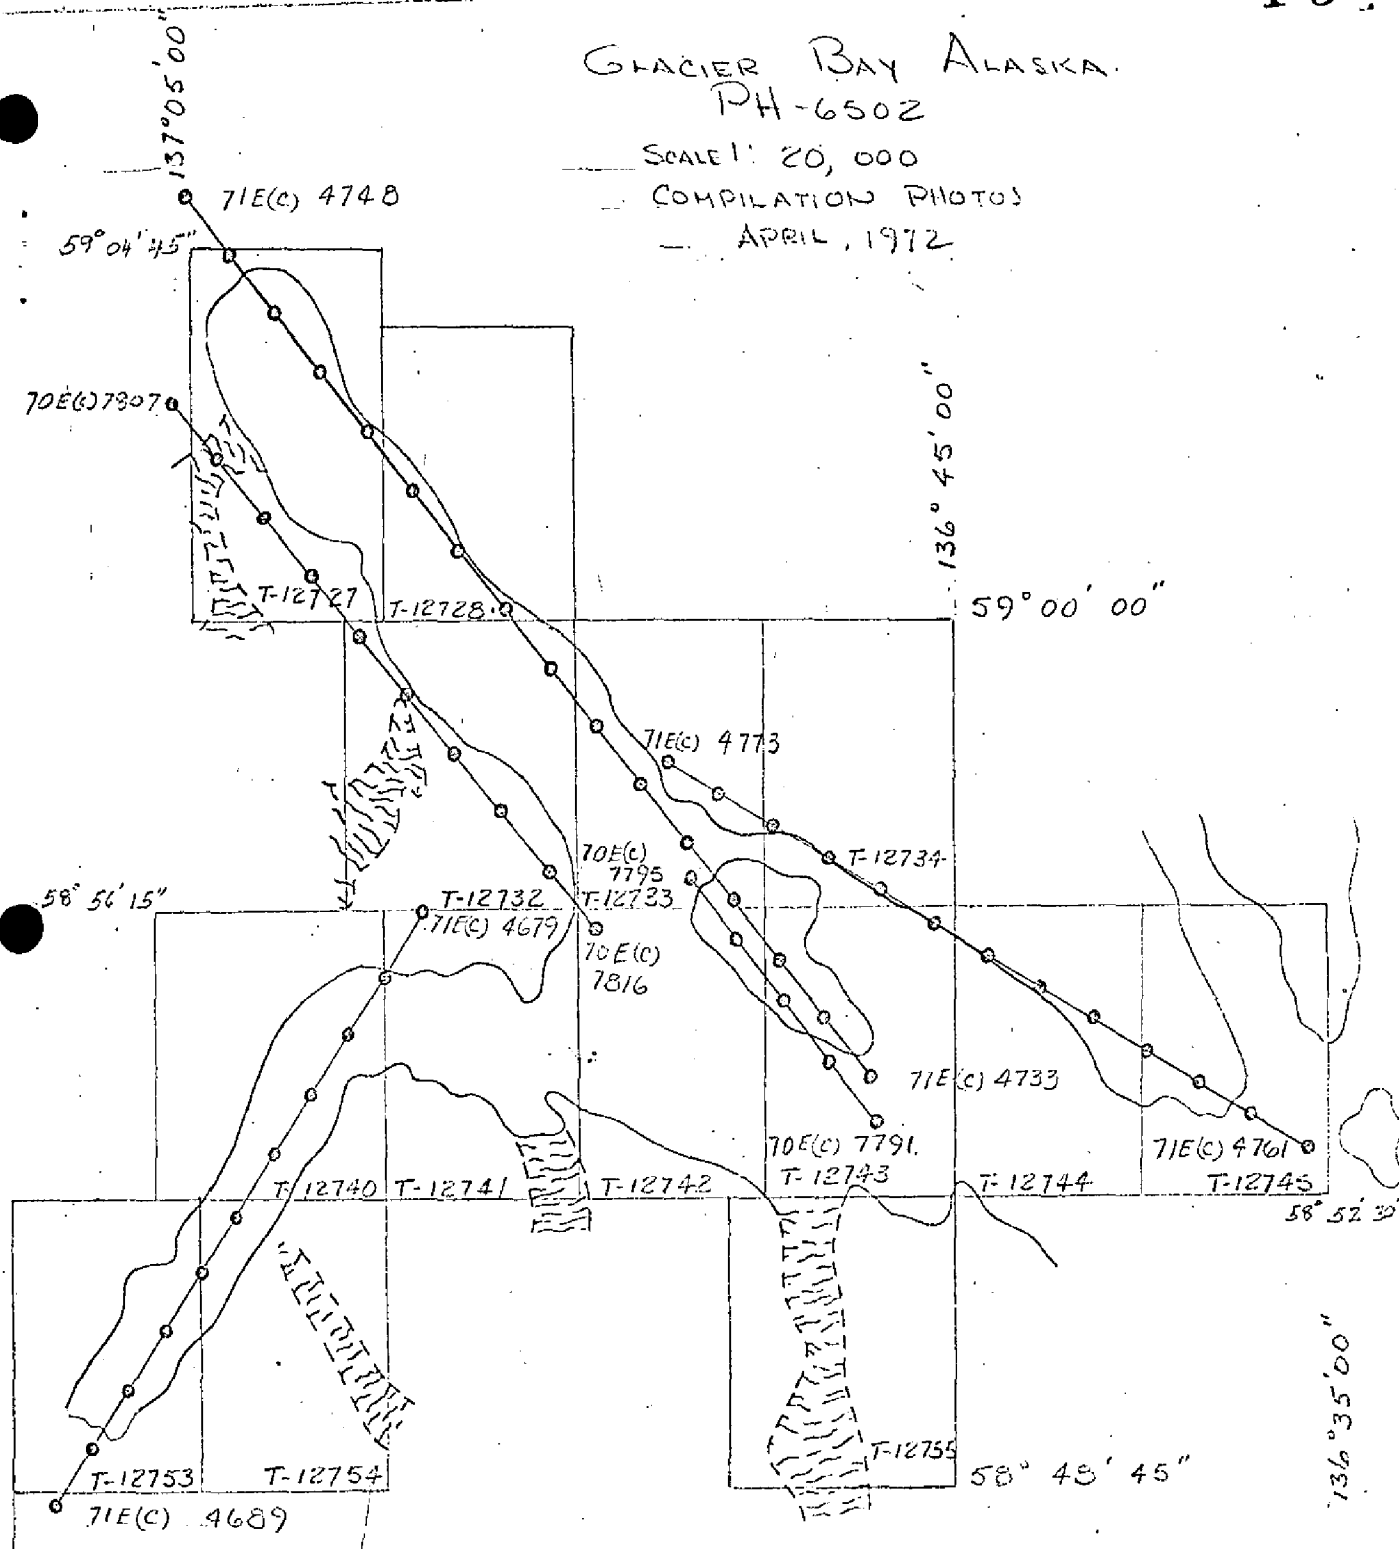 GLACIER BAY ALASKA.
PH-6502
SCALE 1: 20,000
COMPILATION PHOTOS
APRIL, 1972
137°05'00"
71E(C) 4748
59°04'45"
70E(C) 7807
136°45'00"
T-12727
T-12728
59°00'00"
71E(C) 4773
T-12734
70E(C)
7795
58°56'15"
T-12732
T-12733
71E(C) 4679
70E(C)
7816
71E(C) 4733
70E(C) 7791
71E(C) 4761
T-12740
T-12741
T-12742
T-12743
T-12744
T-12745
58°52'30"
136°35'00"
T-12753
T-12754
T-12755
58°48'45"
71E(C) 4689